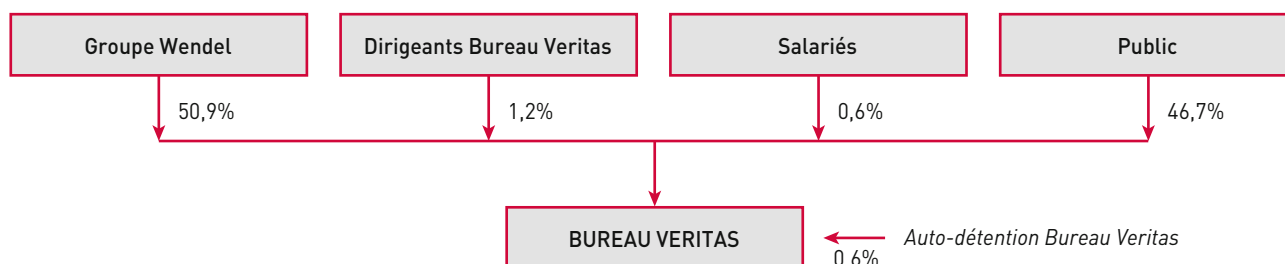 Groupe Wendel
Dirigeants Bureau Veritas
Salariés
Public
50,9%
1,2%
0,6%
46,7%
BUREAU VERITAS
Auto-détention Bureau Veritas
0,6%